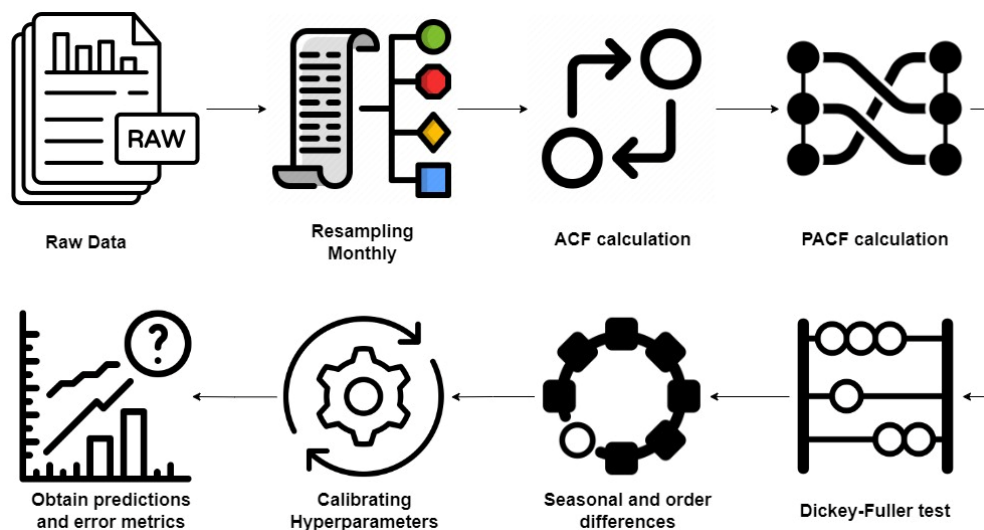 RAW
Raw Data
Resampling
Monthly
ACF calculation
PACF calculation
?
Obtain predictions
and error metrics
Calibrating
Hyperparameters
Seasonal and order
differences
Dickey-Fuller test